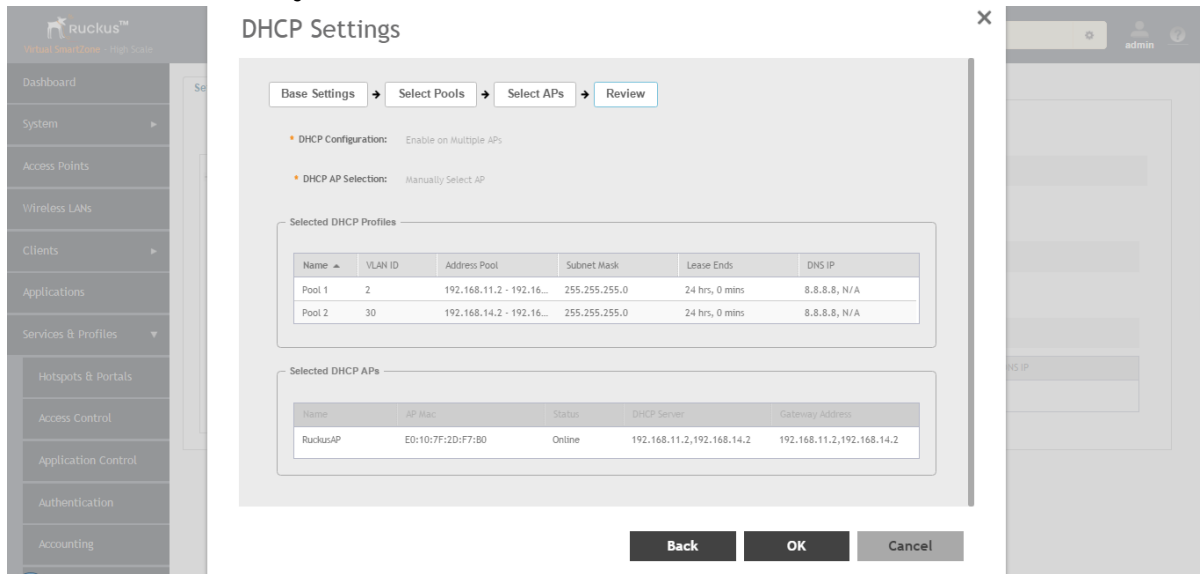 RUCKUS™
Virtual SmartZone - High Scale
DHCP Settings
admin
Dashboard
System
Access Points
Wireless LANs
Clients
Applications
Services & Profiles
Hotspots & Portals
Access Control
Application Control
Authentication
Accounting
Se
Base Settings → Select Pools → Select APs → Review
* DHCP Configuration: Enable on Multiple APs
* DHCP AP Selection: Manually Select AP
Selected DHCP Profiles
Name VLAN ID Address Pool Subnet Mask Lease Ends DNS IP
Pool 1 2 192.168.11.2 - 192.16... 255.255.255.0 24 hrs, 0 mins 8.8.8.8, N/A
Pool 2 30 192.168.14.2 - 192.16... 255.255.255.0 24 hrs, 0 mins 8.8.8.8, N/A
Selected DHCP APs
Name AP Mac Status DHCP Server Gateway Address
RuckusAP E0:10:7F:2D:F7:B0 Online 192.168.11.2,192.168.14.2 192.168.11.2,192.168.14.2
NS IP
Back OK Cancel